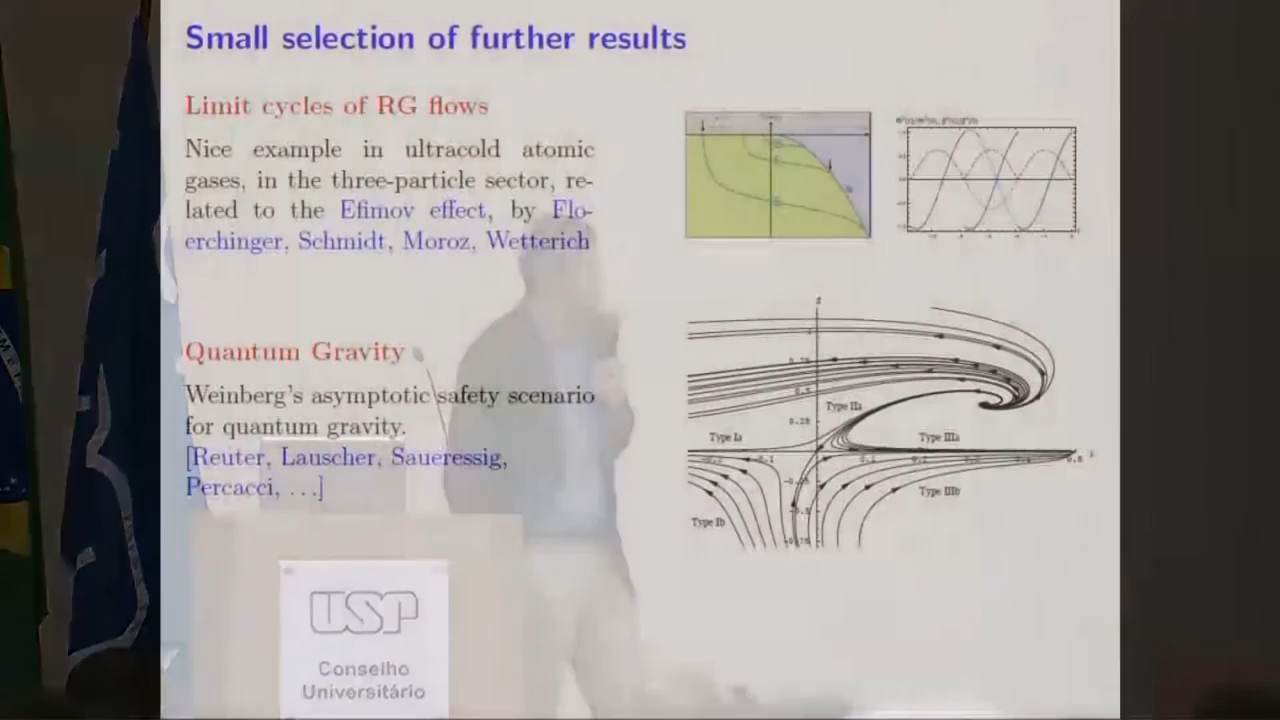 Small selection of further results
Limit cycles of RG flows
Nice example in ultracold atomic
gases, in the three-particle sector, re-
lated to the Efimov effect, by Flo-
erchinger, Schmidt, Moroz, Wetterich
Quantum Gravity
Weinberg's asymptotic safety scenario
for quantum gravity.
[Reuter, Lauscher, Saueressig,
Percacci, ...]
Type IIa
Type Ia
Type IIIa
Type IIIb
Type Ib
USP
Conselho
Universitário